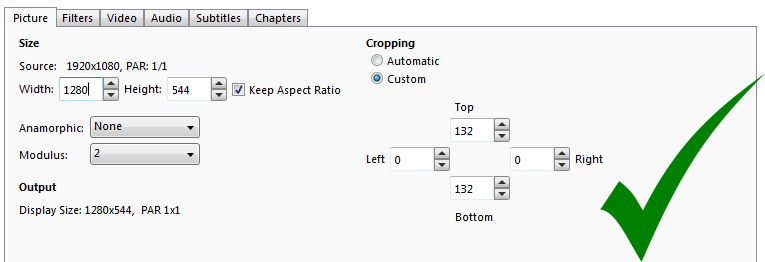 Picture Filters Video Audio Subtitles Chapters
Size
Source: 1920x1080, PAR: 1/1
Width: 1280 Height: 544 Keep Aspect Ratio
Anamorphic: None
Modulus: 2
Output
Display Size: 1280x544, PAR 1x1
Cropping
Automatic
Custom
Top
132
Left 0 0 Right
132
Bottom